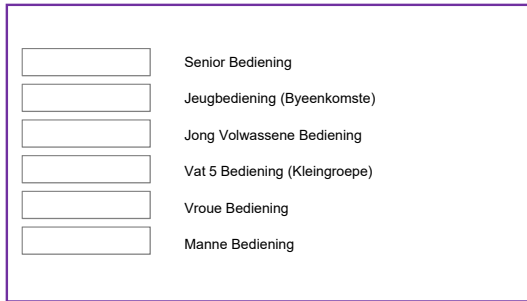 Senior Bediening
Jeugbediening (Byeenkomste)
Jong Volwassene Bediening
Vat 5 Bediening (Kleingroepe)
Vroue Bediening
Manne Bediening